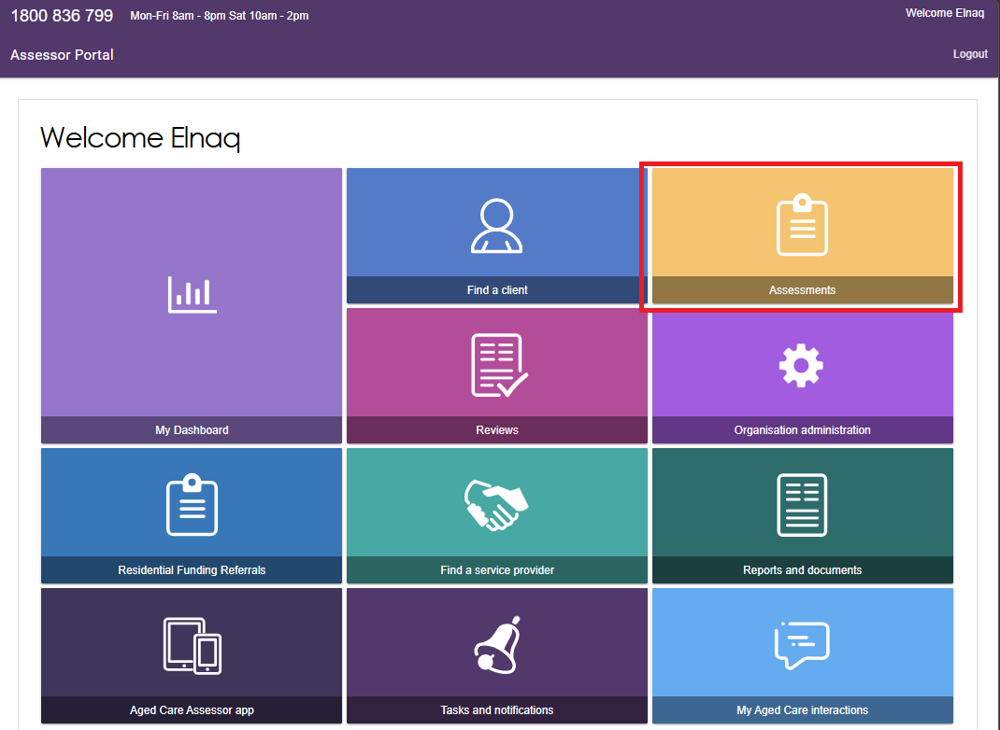 1800 836 799 Mon-Fri 8am - 8pm Sat 10am - 2pm
Welcome Elnaq
Assessor Portal
Logout
Welcome Elnaq
Find a client
Assessments
My Dashboard
Reviews
Organisation administration
Residential Funding Referrals
Find a service provider
Reports and documents
Aged Care Assessor app
Tasks and notifications
My Aged Care interactions